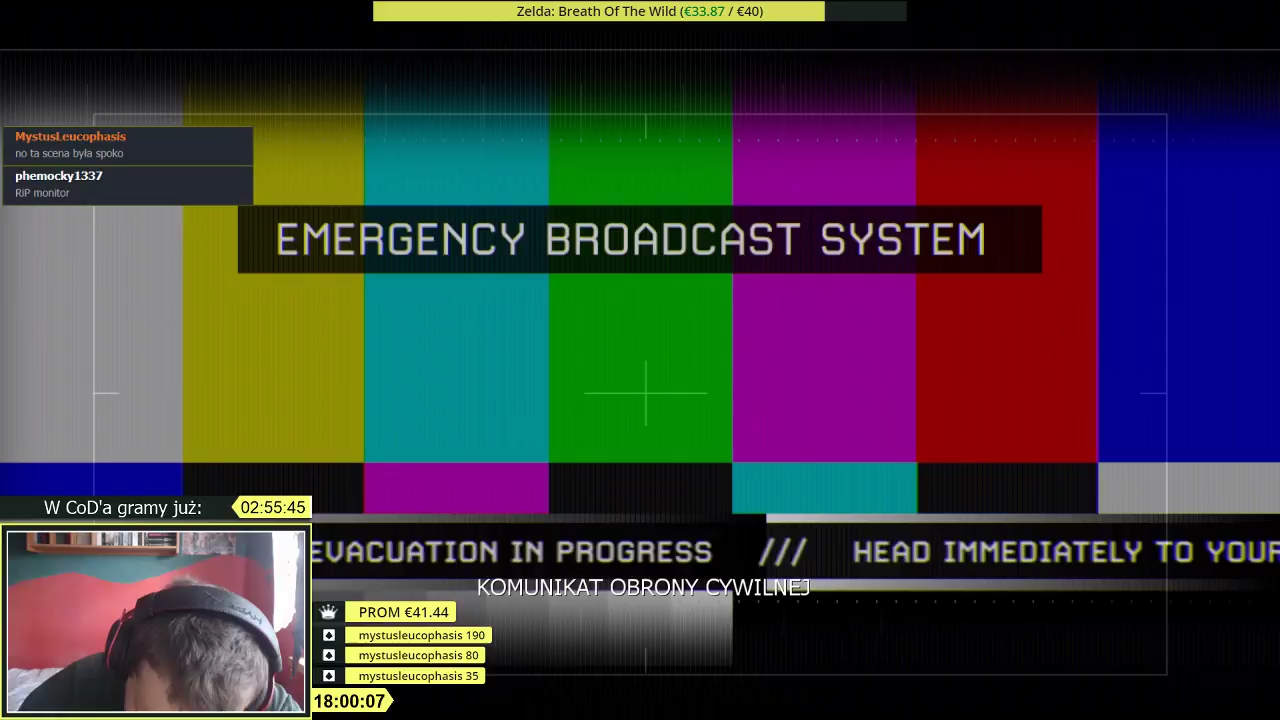 Zelda: Breath Of The Wild (€33.87 / €40)
MystusLeucophasis
no ta scena była spoko
phemocky1337
RiP monitor
EMERGENCY BROADCAST SYSTEM
W CoD'a gramy już:
02:55:45
EVACUATION IN PROGRESS /// HEAD IMMEDIATELY TO YOUR
KOMUNIKAT OBRONY CYWILNEJ
PROM €41.44
mystusleucophasis 190
mystusleucophasis 80
mystusleucophasis 35
18:00:07